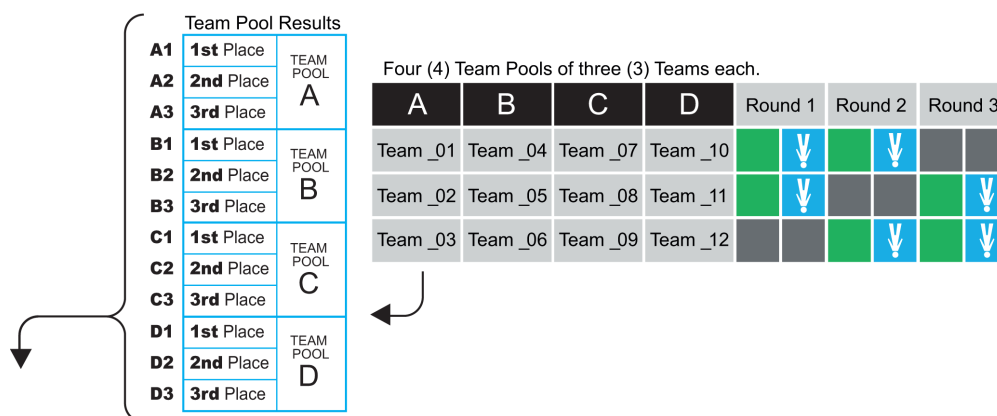 Team Pool Results
A1 1st Place
A2 2nd Place
A3 3rd Place
TEAM
POOL
A
B1 1st Place
B2 2nd Place
B3 3rd Place
TEAM
POOL
B
C1 1st Place
C2 2nd Place
C3 3rd Place
TEAM
POOL
C
D1 1st Place
D2 2nd Place
D3 3rd Place
TEAM
POOL
D
Four (4) Team Pools of three (3) Teams each.
A B C D Round 1 Round 2 Round 3
Team _01 Team _04 Team _07 Team _10
Team _02 Team _05 Team _08 Team _11
Team _03 Team _06 Team _09 Team _12